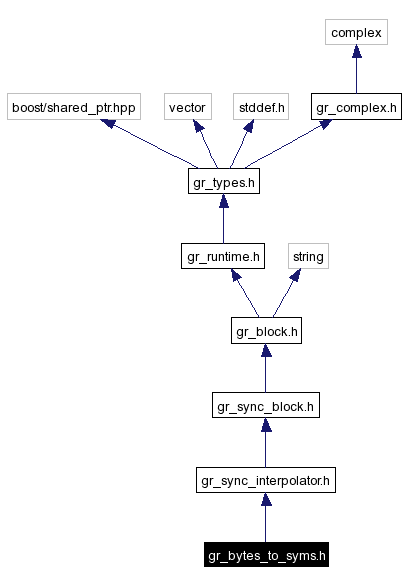 complex
boost/shared_ptr.hpp
vector
stddef.h
gr_complex.h
gr_types.h
gr_runtime.h
string
gr_block.h
gr_sync_block.h
gr_sync_interpolator.h
gr_bytes_to_syms.h